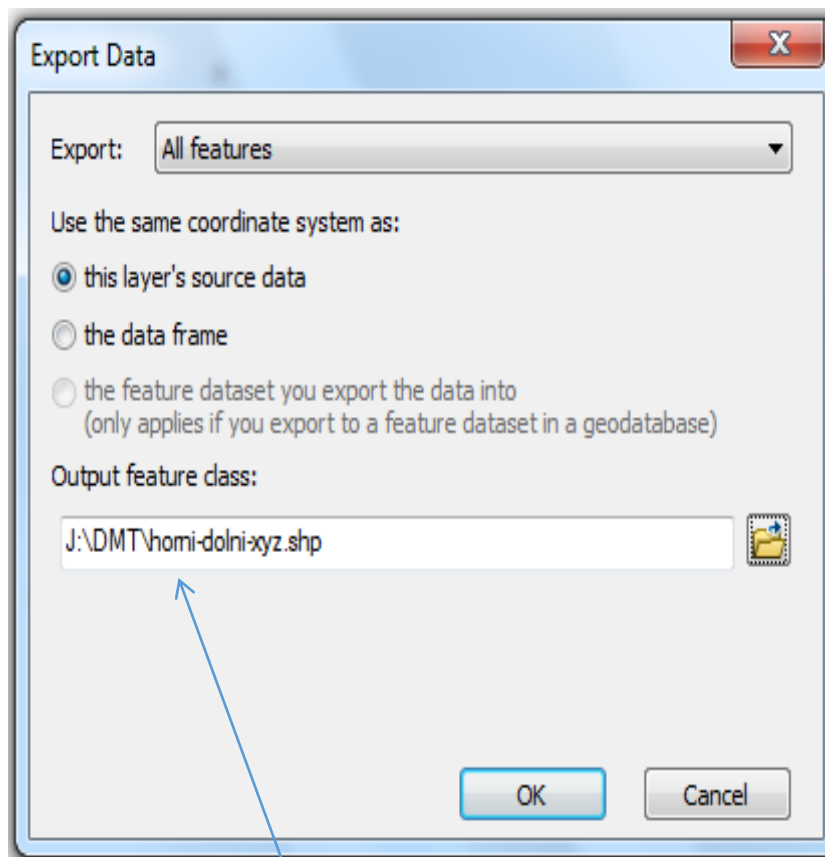 Export Data
Export: All features
Use the same coordinate system as:
this layer's source data
the data frame
the feature dataset you export the data into
(only applies if you export to a feature dataset in a geodatabase)
Output feature class:
J:\DMT\horni-dolni-xyz.shp
OK Cancel